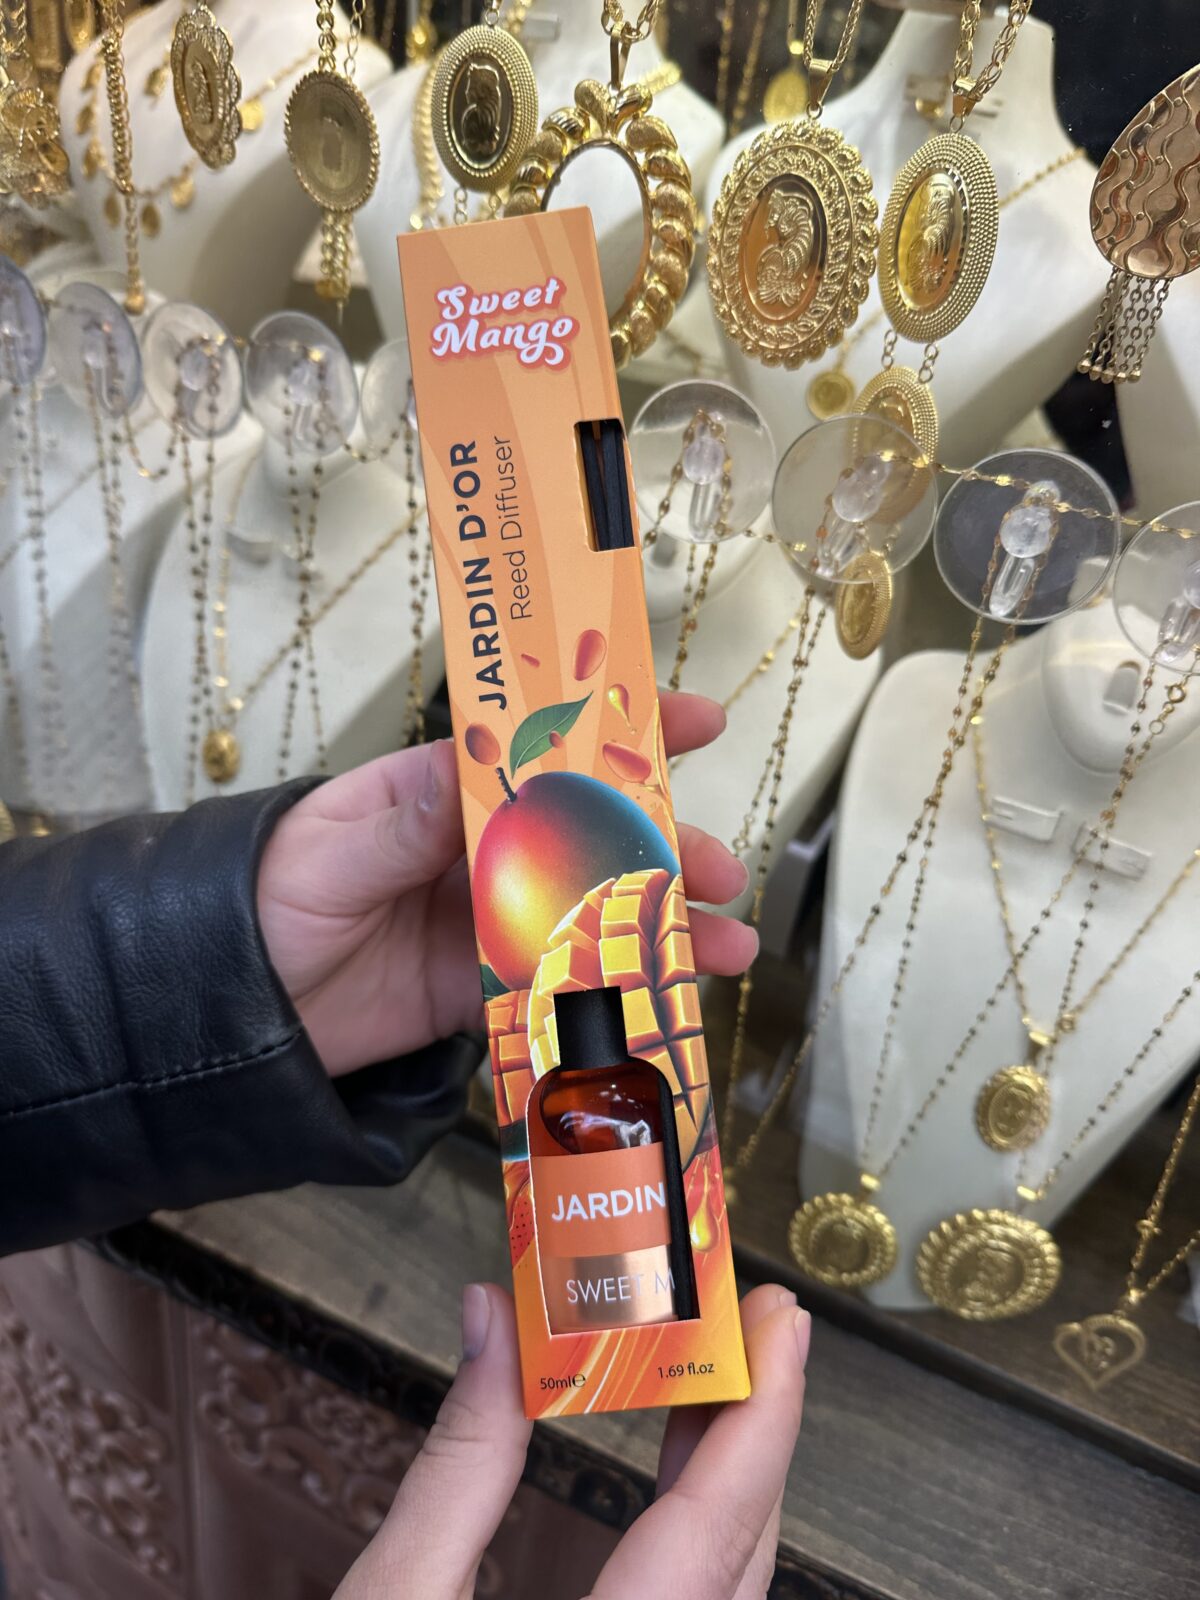 Sweet
Mango
JARDIN D'OR
Reed Diffuser
JARDIN
SWEET M
50ml℮
1.69 fl.oz